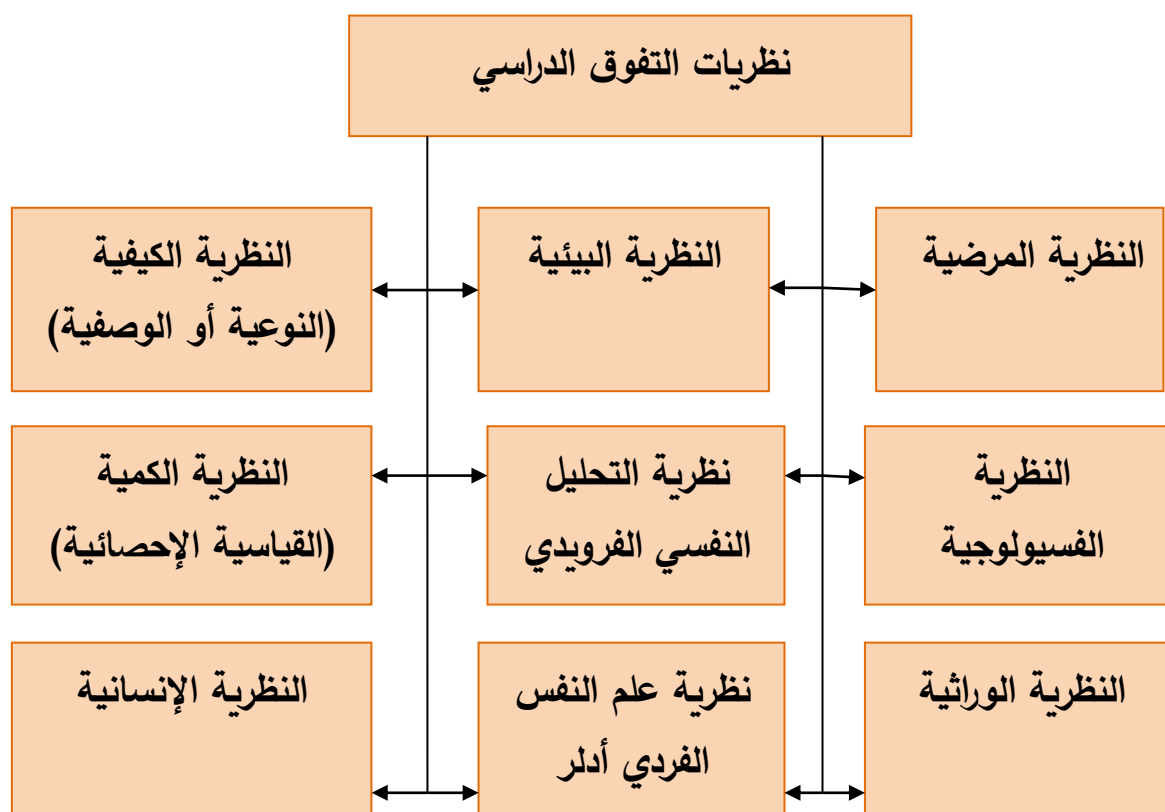 نظريات التفوق الدراسي
النظرية المرضية
النظرية البيئية
النظرية الكيفية
(النوعية أو الوصفية)
النظرية
الفسيولوجية
نظرية التحليل
النفسي الفرويدي
النظرية الكمية
(القياسية الإحصائية)
النظرية الوراثية
نظرية علم النفس
الفردي أدلر
النظرية الإنسانية